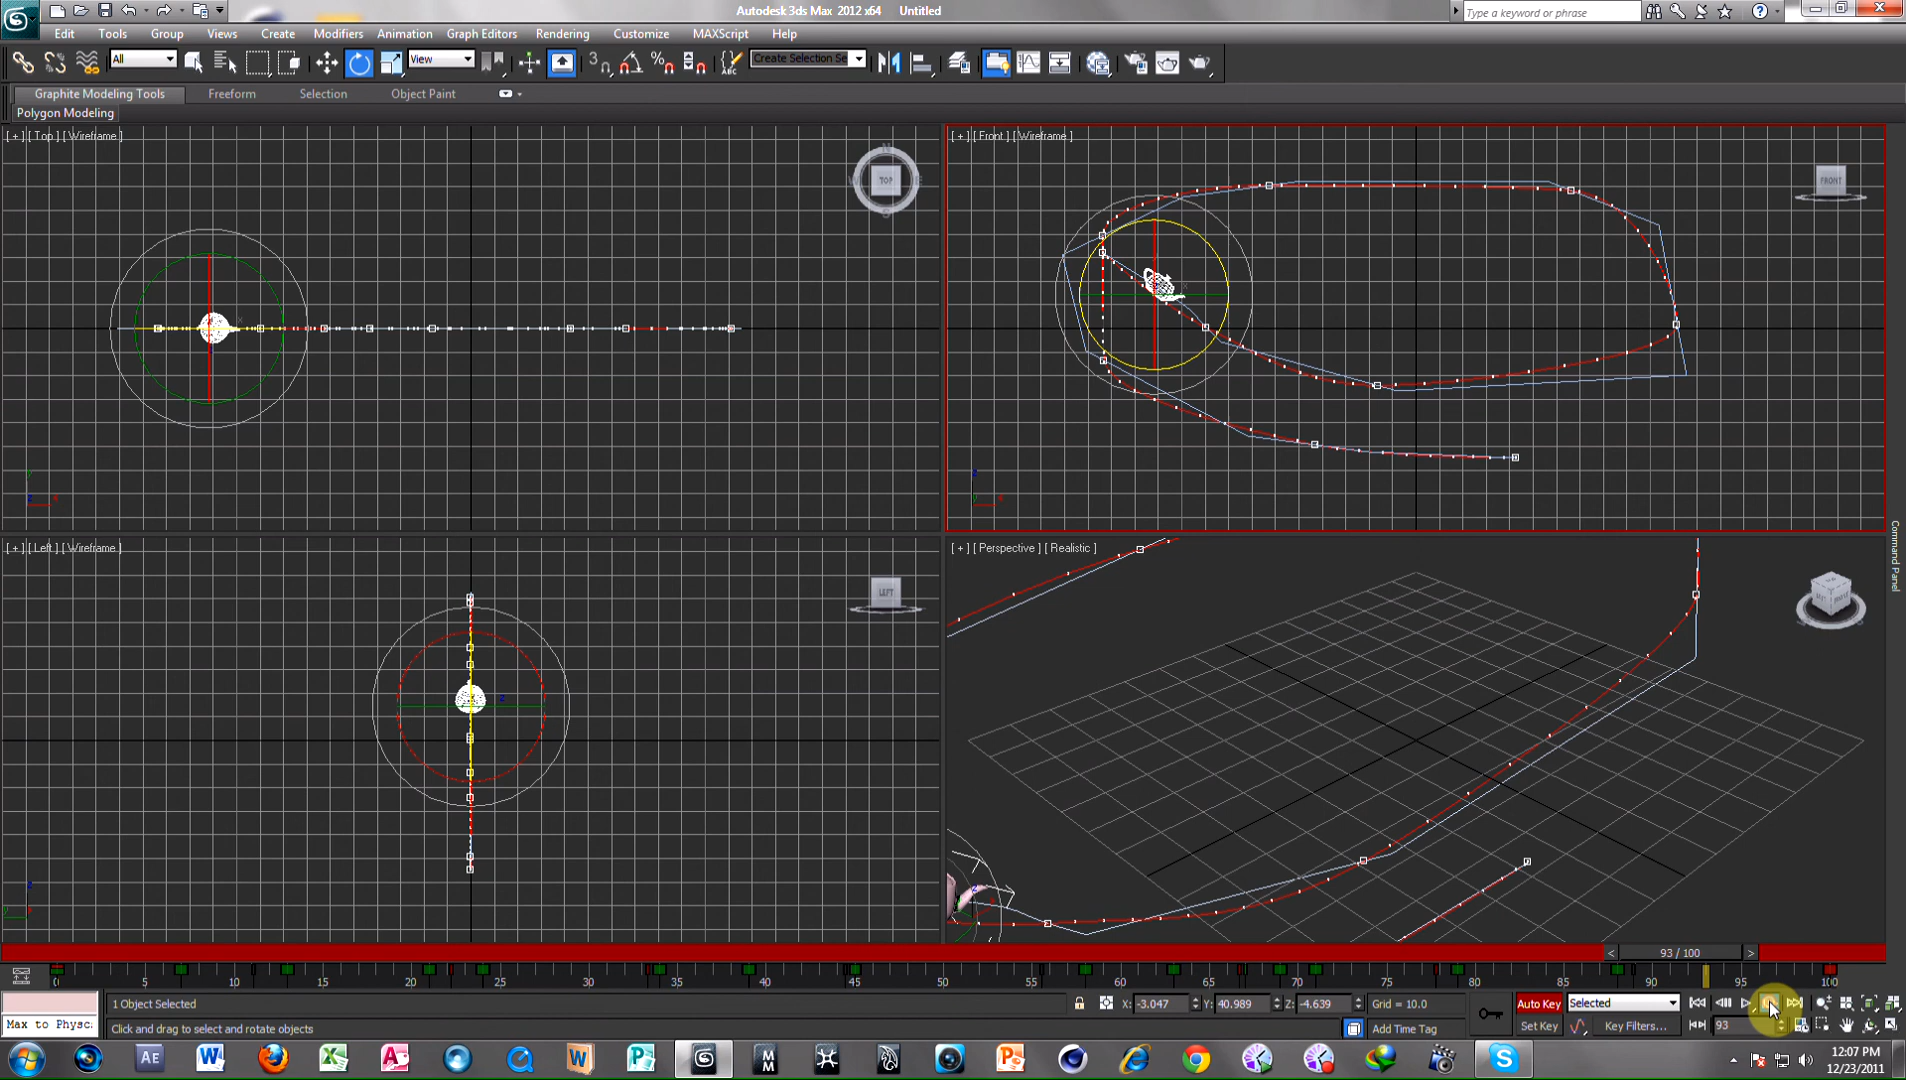 Autodesk 3ds Max 2012 x64 Untitled
Type a keyword or phrase
Edit Tools Group Views Create Modifiers Animation Graph Editors Rendering Customize MAXScript Help
All
View
3
Create Selection Se
Graphite Modeling Tools Freeform Selection Object Paint
Polygon Modeling
[ + ] [ Top ] [ Wireframe ]
TOP
[ + ] [ Front ] [ Wireframe ]
FRONT
[ + ] [ Left ] [ Wireframe ]
LEFT
[ + ] [ Perspective ] [ Realistic ]
Command Panel
< 93 / 100 >
0 5 10 15 20 25 30 35 40 45 50 55 60 65 70 75 80 85 90 95 100
1 Object Selected
X: -3.047 Y: 40.989 Z: -4.639 Grid = 10.0
Auto Key Selected
Max to Physc:
Click and drag to select and rotate objects
Add Time Tag
Set Key Key Filters... 93
12:07 PM
12/23/2011